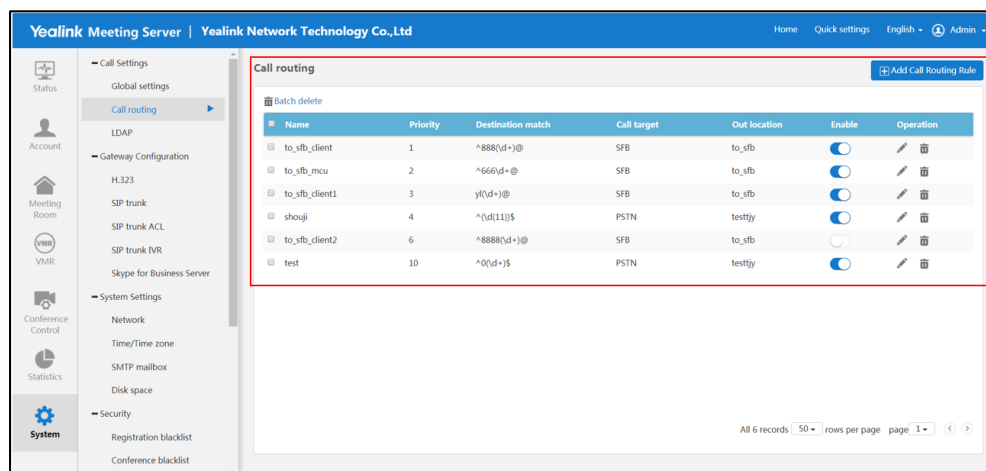 Yealink Meeting Server | Yealink Network Technology Co.,Ltd
Home Quick settings English Admin
Status
Account
Meeting
Room
VMR
VMR
Conference
Control
Statistics
System
Call Settings
Global settings
Call routing
LDAP
Gateway Configuration
H.323
SIP trunk
SIP trunk ACL
SIP trunk IVR
Skype for Business Server
System Settings
Network
Time/Time zone
SMTP mailbox
Disk space
Security
Registration blacklist
Conference blacklist
Call routing
Add Call Routing Rule
Batch delete
Name Priority Destination match Call target Out location Enable Operation
to_sfb_client 1 ^888(\d+)@ SFB to_sfb
to_sfb_mcu 2 ^666\d+@ SFB to_sfb
to_sfb_client1 3 yl(\d+)@ SFB to_sfb
shouji 4 ^(\d{11})$ PSTN testtjy
to_sfb_client2 6 ^8888(\d+)@ SFB to_sfb
test 10 ^0(\d+)$ PSTN testtjy
All 6 records 50 rows per page page 1